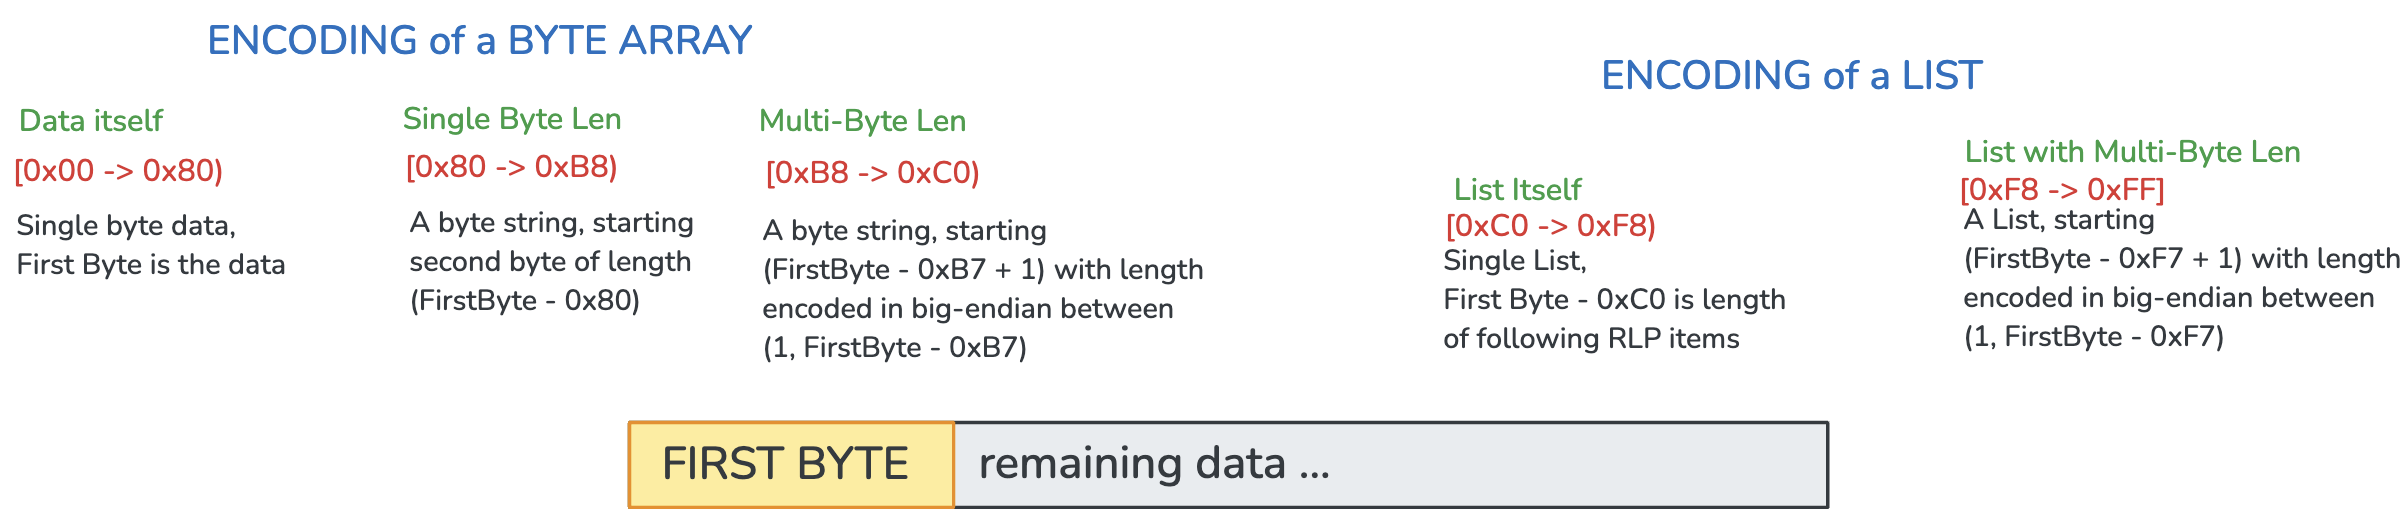 ENCODING of a BYTE ARRAY
Data itself
[0x00 -> 0x80)
Single byte data,
First Byte is the data
Single Byte Len
[0x80 -> 0xB8)
A byte string, starting
second byte of length
(FirstByte - 0x80)
Multi-Byte Len
[0xB8 -> 0xC0)
A byte string, starting
(FirstByte - 0xB7 + 1) with length
encoded in big-endian between
(1, FirstByte - 0xB7)
ENCODING of a LIST
List Itself
[0xC0 -> 0xF8)
Single List,
First Byte - 0xC0 is length
of following RLP items
List with Multi-Byte Len
[0xF8 -> 0xFF]
A List, starting
(FirstByte - 0xF7 + 1) with length
encoded in big-endian between
(1, FirstByte - 0xF7)
FIRST BYTE
remaining data ...